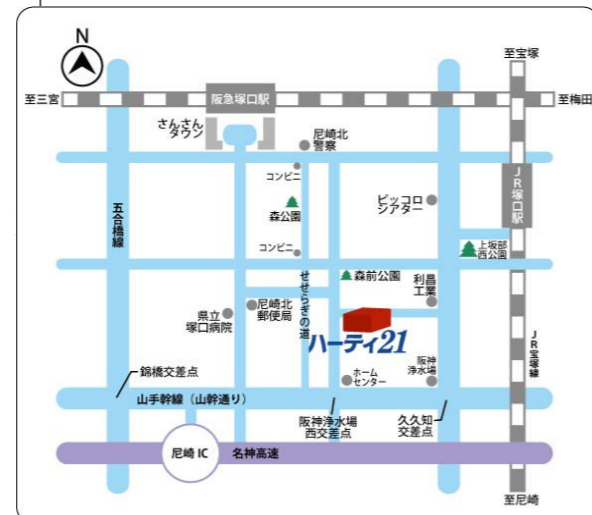 N
至宝塚
至三宮
阪急塚口駅
至梅田
さんさん
タウン
尼崎北
警察
コンビニ
ピッコロ
シアター
JR塚口駅
森公園
五合橋線
上坂部
西公園
コンビニ
せせらぎの道
森前公園
利昌
工業
県立
塚口病院
尼崎北
郵便局
ハーティ21
JR宝塚線
錦橋交差点
ホーム
センター
阪神
浄水場
山手幹線（山幹通り）
阪神浄水場
西交差点
久久知
交差点
尼崎 IC
名神高速
至尼崎